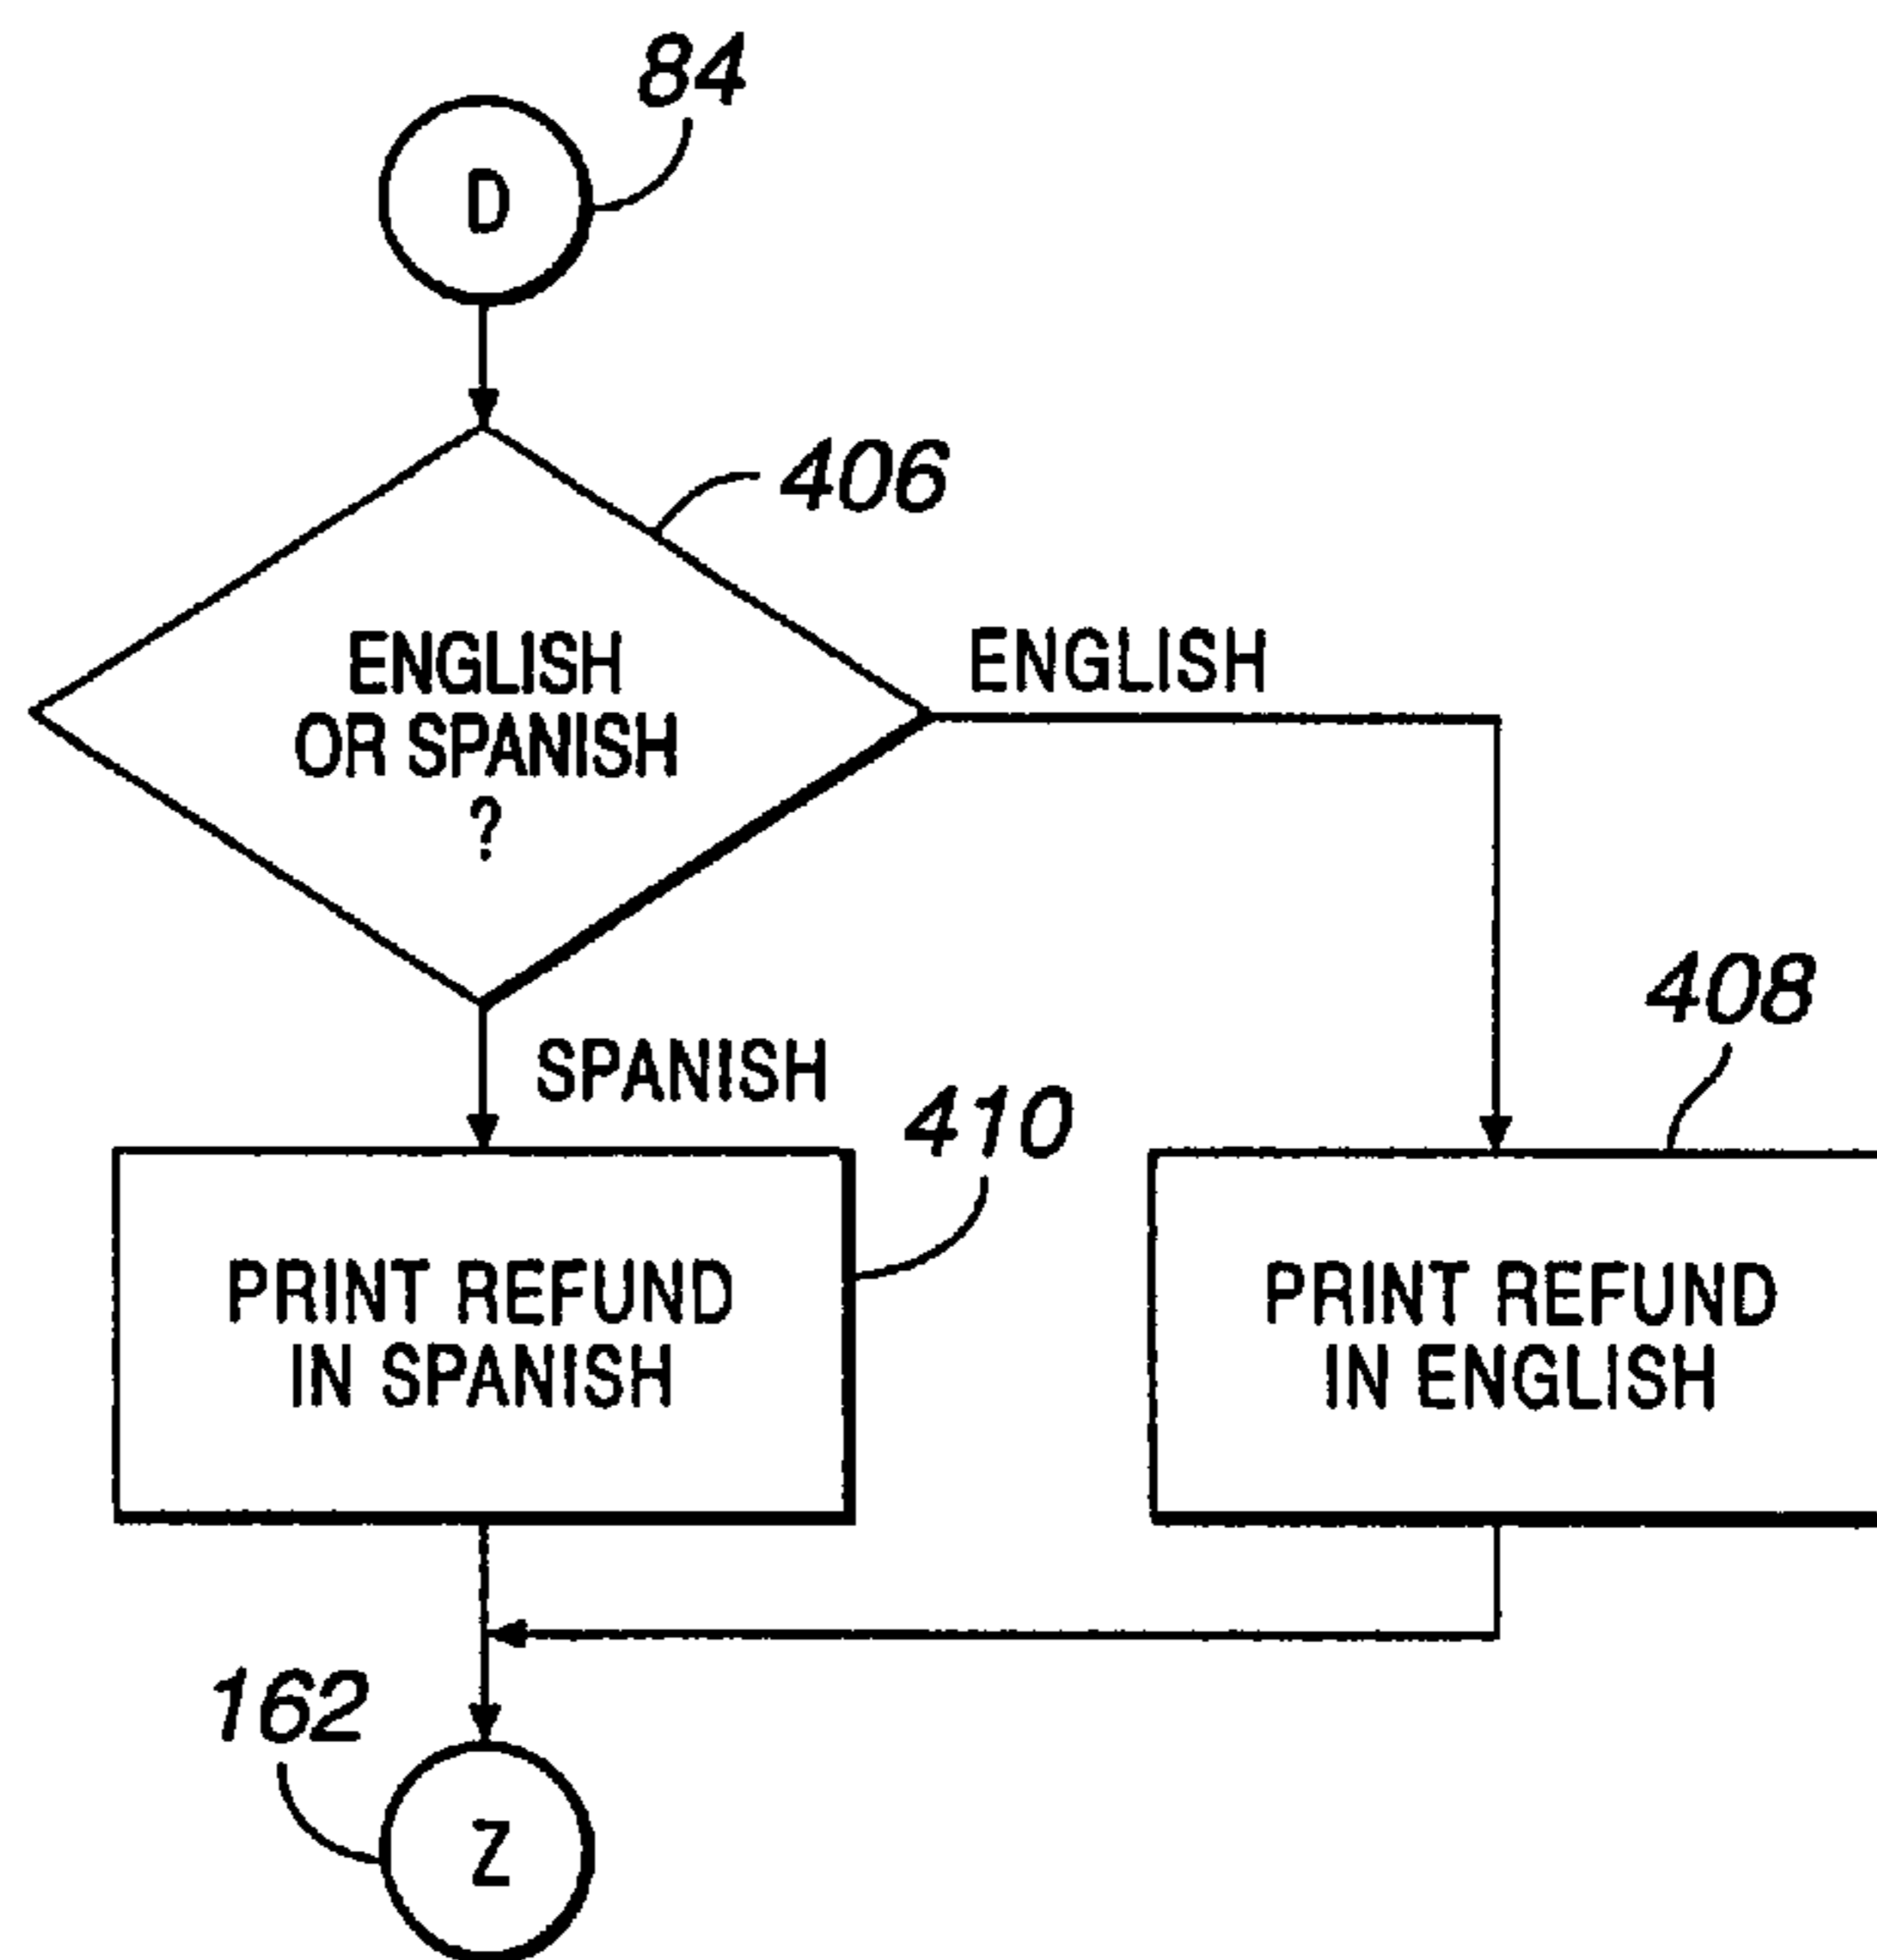 84
D
406
ENGLISH
OR SPANISH
?
ENGLISH
SPANISH
410
408
PRINT REFUND
IN SPANISH
PRINT REFUND
IN ENGLISH
162
Z